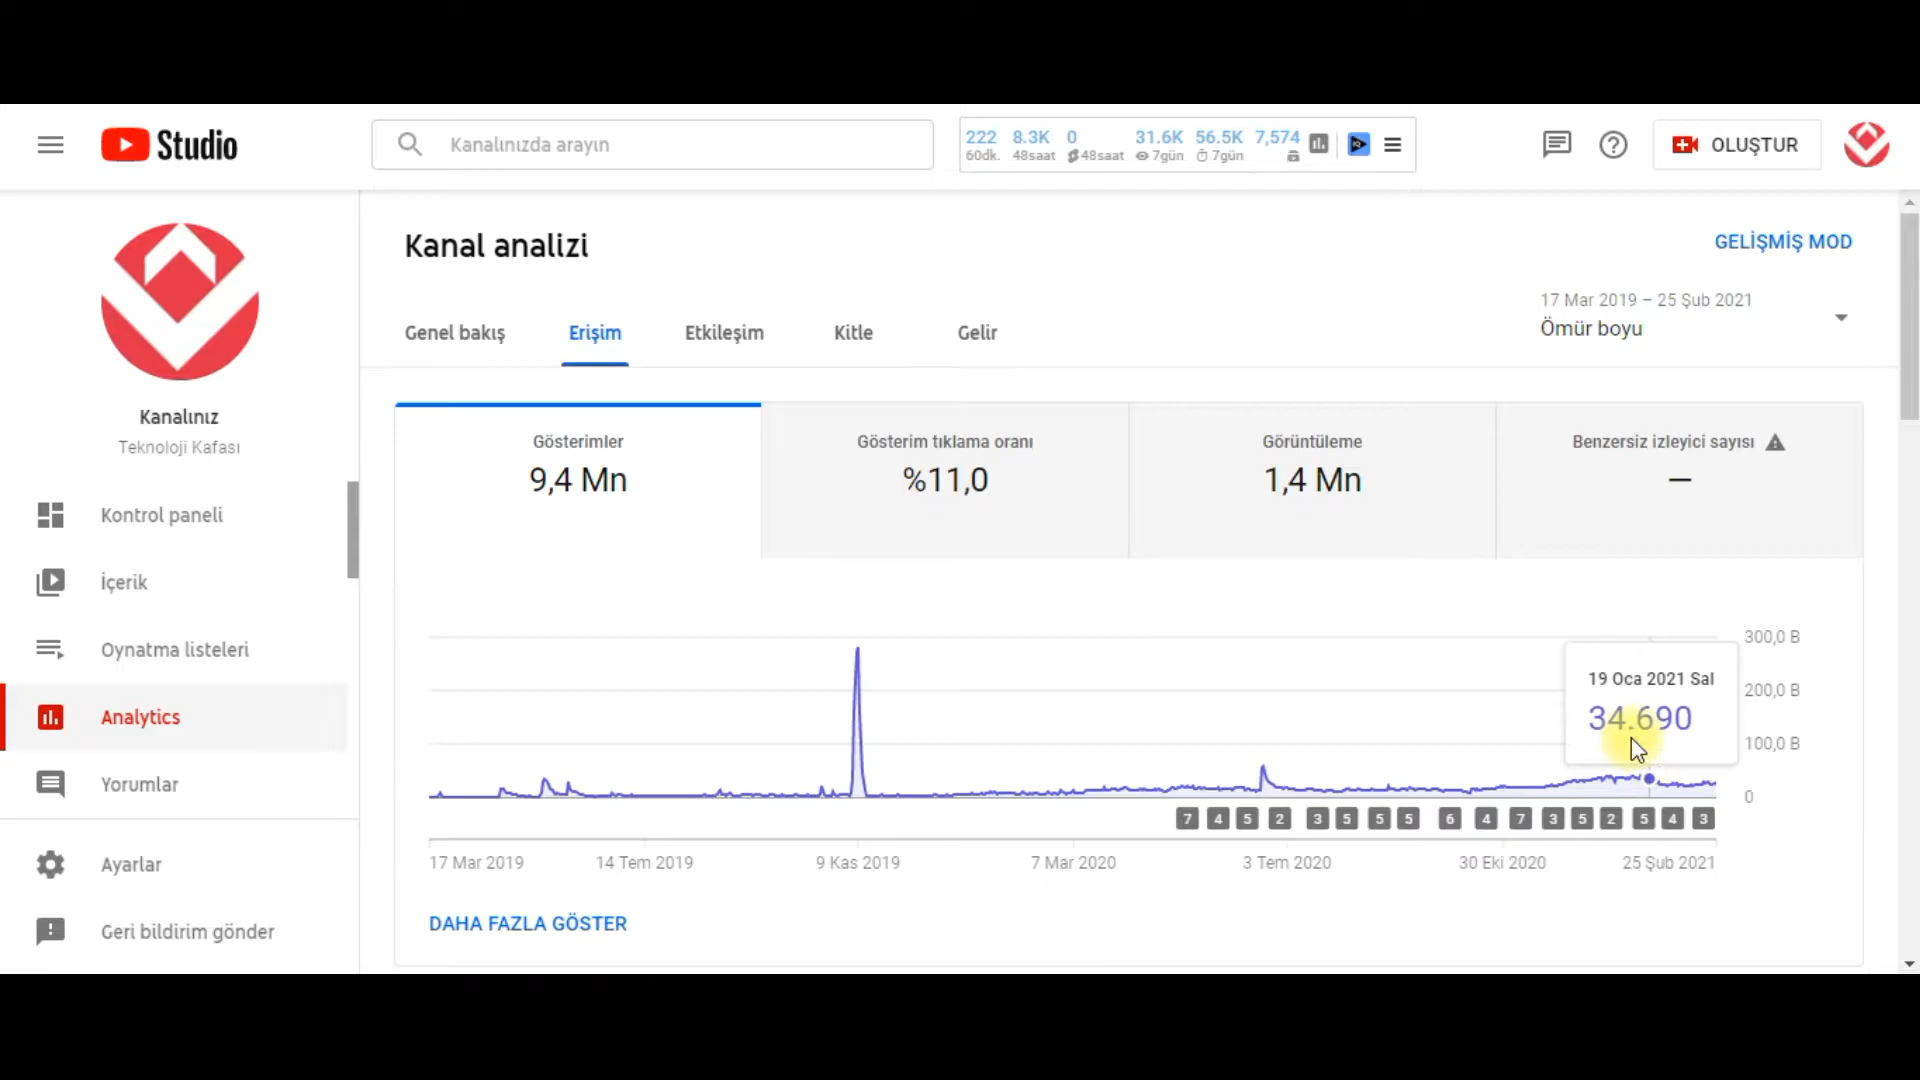 Studio
Kanalınızda arayın
222 8.3K 0 31.6K 56.5K 7,574
60dk. 48saat 48saat 7gün 7gün
OLUŞTUR
Kanalınız
Teknoloji Kafası
Kontrol paneli
İçerik
Oynatma listeleri
Analytics
Yorumlar
Ayarlar
Geri bildirim gönder
Kanal analizi
GELİŞMİŞ MOD
17 Mar 2019 – 25 Şub 2021
Ömür boyu
Genel bakış Erişim Etkileşim Kitle Gelir
Gösterimler
9,4 Mn
Gösterim tıklama oranı
%11,0
Görüntüleme
1,4 Mn
Benzersiz izleyici sayısı
—
300,0 B
200,0 B
100,0 B
0
19 Oca 2021 Sal
34.690
7 4 5 2 3 5 5 5 6 4 7 3 5 2 5 4 3
17 Mar 2019 14 Tem 2019 9 Kas 2019 7 Mar 2020 3 Tem 2020 30 Eki 2020 25 Şub 2021
DAHA FAZLA GÖSTER